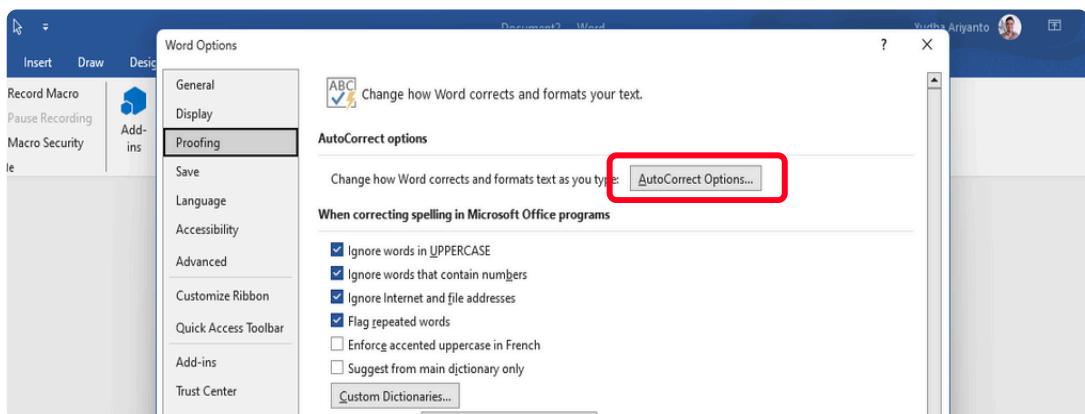 Document2 - Word
Yudha Ariyanto
Insert Draw Desig
Record Macro
Pause Recording
Macro Security
Add-
ins
Word Options
?
General
Display
Proofing
Save
Language
Accessibility
Advanced
Customize Ribbon
Quick Access Toolbar
Add-ins
Trust Center
ABC
Change how Word corrects and formats your text.
AutoCorrect options
Change how Word corrects and formats text as you type:
AutoCorrect Options...
When correcting spelling in Microsoft Office programs
Ignore words in UPPERCASE
Ignore words that contain numbers
Ignore Internet and file addresses
Flag repeated words
Enforce accented uppercase in French
Suggest from main dictionary only
Custom Dictionaries...